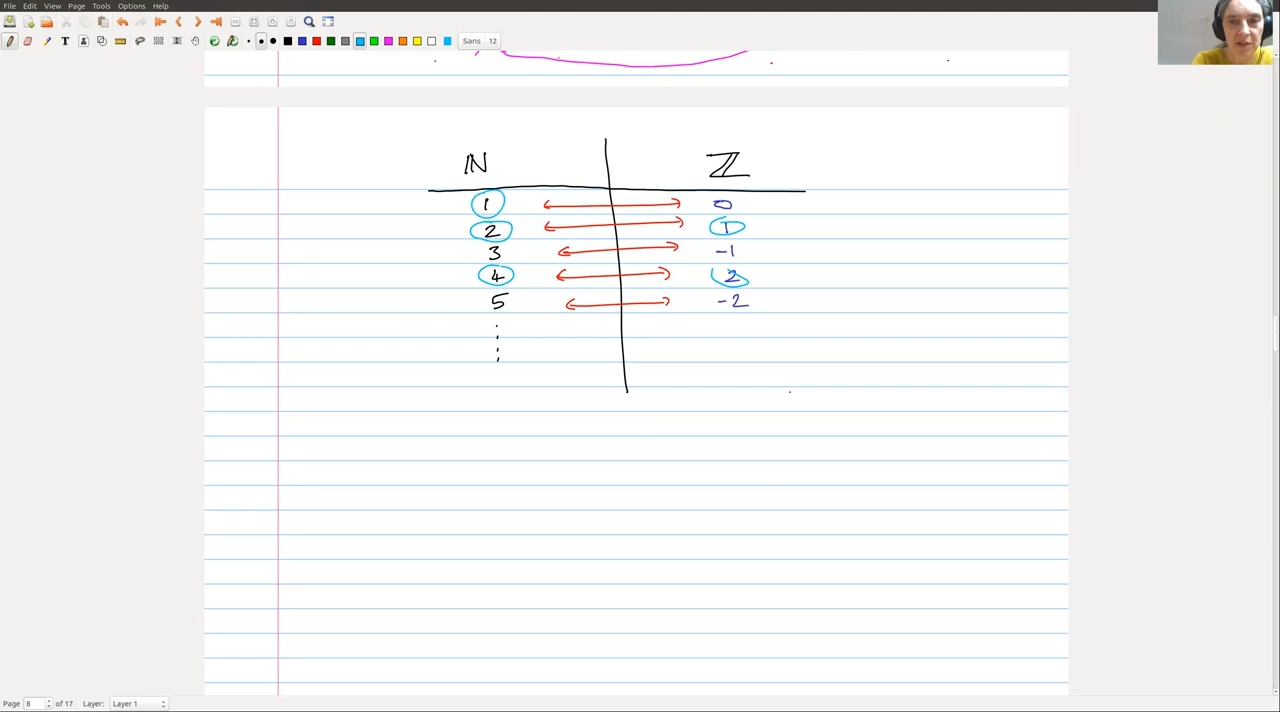 File Edit View Page Tools Options Help
T Sans 12
ℕ ℤ
1 0
2 1
3 -1
4 2
5 -2
Page 8 of 17 Layer: Layer 1